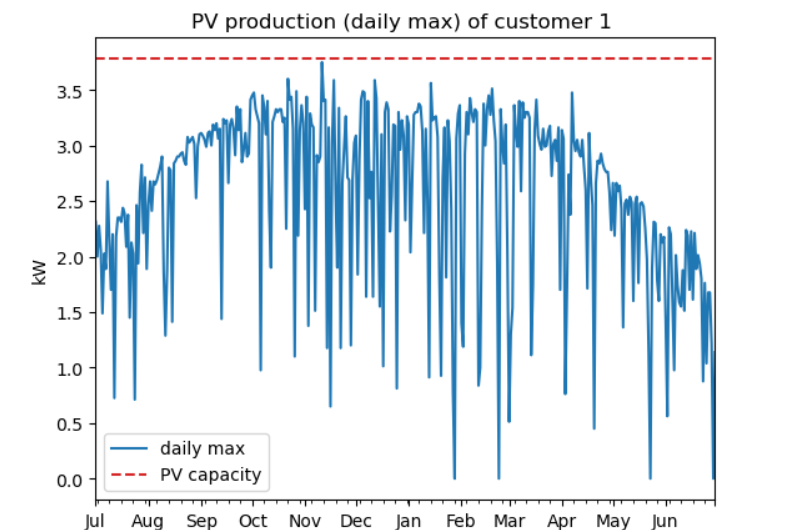 PV production (daily max) of customer 1
kW
3.5
3.0
2.5
2.0
1.5
1.0
0.5
0.0
daily max
PV capacity
Jul Aug Sep Oct Nov Dec Jan Feb Mar Apr May Jun